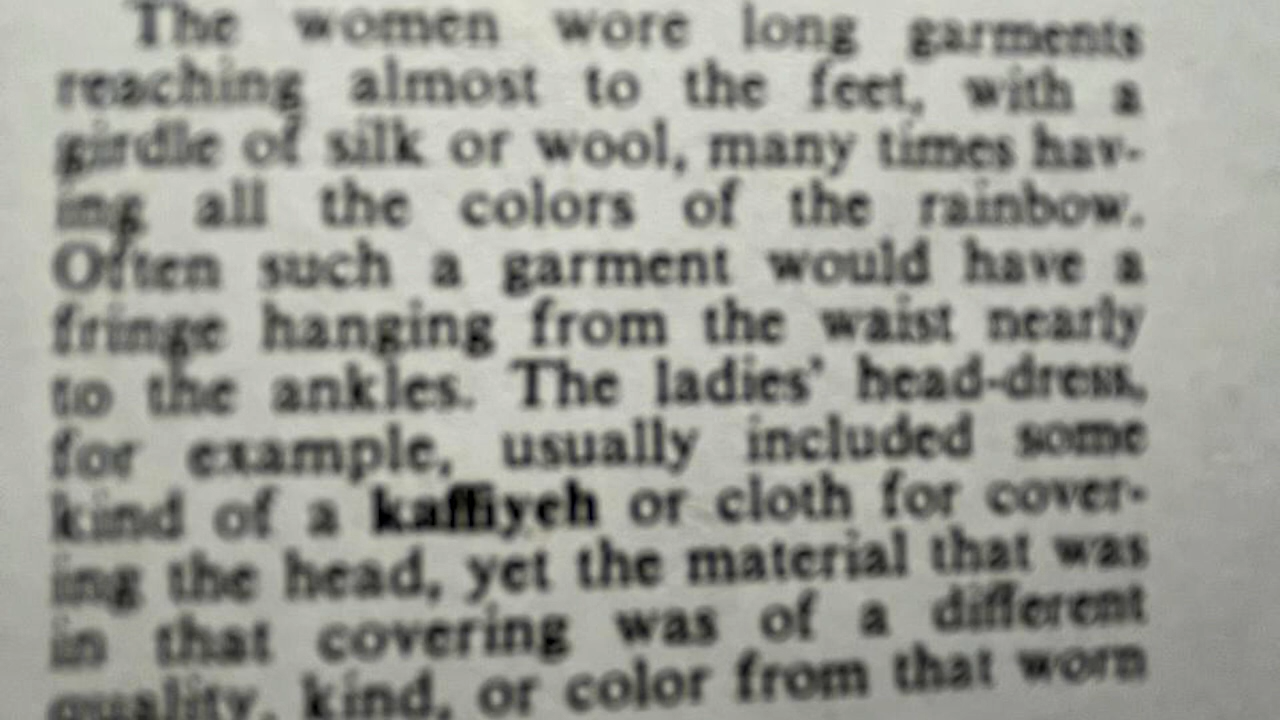 The women wore long garments
reaching almost to the feet, with a
girdle of silk or wool, many times hav-
ing all the colors of the rainbow.
Often such a garment would have a
fringe hanging from the waist nearly
to the ankles. The ladies' head-dress,
for example, usually included some
kind of a kaffiyeh or cloth for cover-
ing the head, yet the material that was
in that covering was of a different
quality, kind, or color from that worn